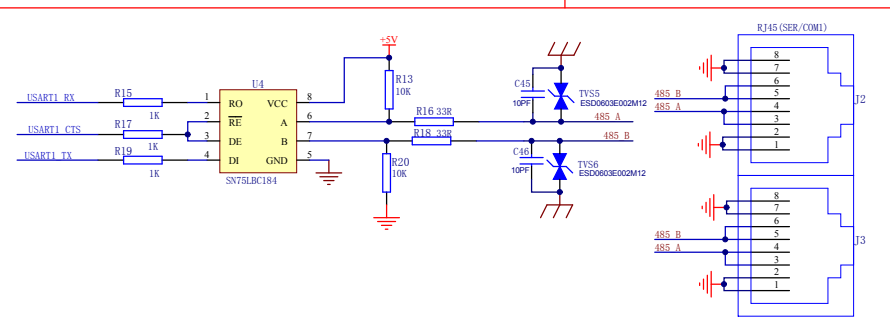 RJ45(SER/COM1)
+5V
U4
R13
10K
C45
10PF
TVS5
ESD0603E002M12
R15
1K
USART1_RX
1 RO VCC 8
2 RE A 6
3 DE B 7
4 DI GND 5
SN75LBC184
R16 33R
485_A
R17
1K
USART1_CTS
R18 33R
485_B
R19
1K
USART1_TX
R20
10K
C46
10PF
TVS6
ESD0603E002M12
485_B
485_A
8
7
6
5
4
3
2
1
J2
485_B
485_A
8
7
6
5
4
3
2
1
J3